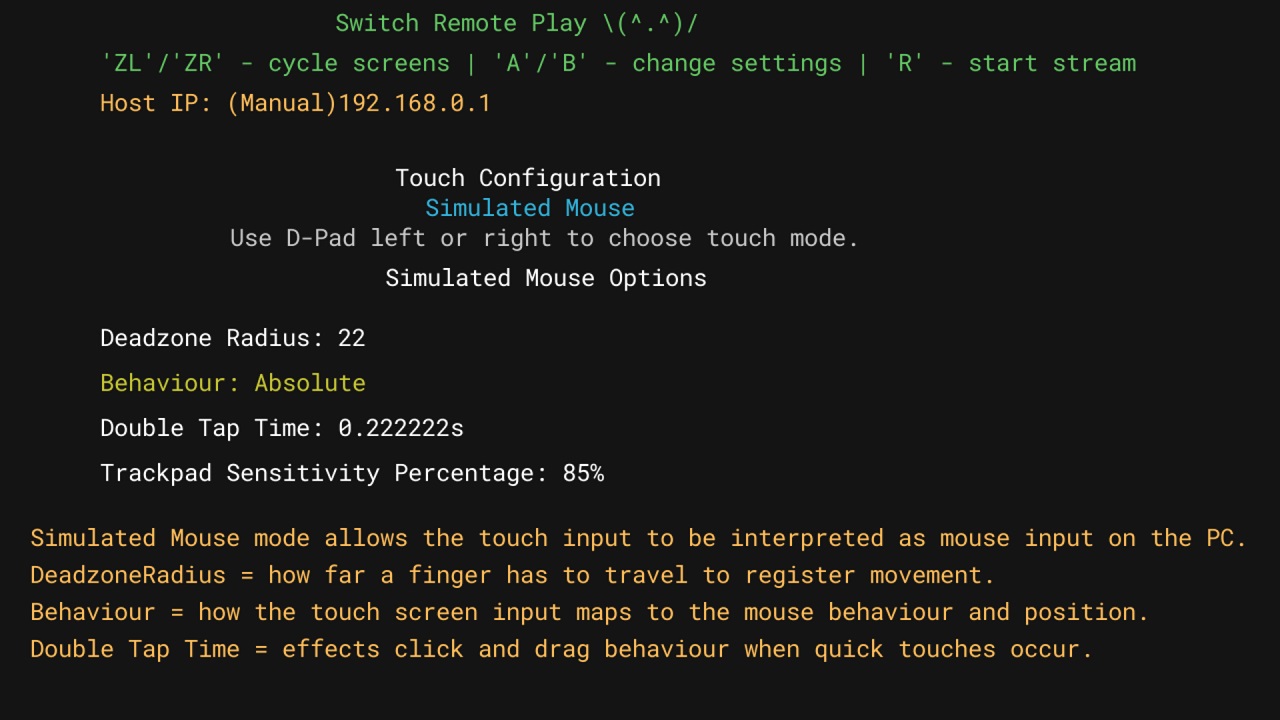 Switch Remote Play \(^.^)/
'ZL'/'ZR' - cycle screens | 'A'/'B' - change settings | 'R' - start stream
Host IP: (Manual)192.168.0.1
Touch Configuration
Simulated Mouse
Use D-Pad left or right to choose touch mode.
Simulated Mouse Options
Deadzone Radius: 22
Behaviour: Absolute
Double Tap Time: 0.222222s
Trackpad Sensitivity Percentage: 85%
Simulated Mouse mode allows the touch input to be interpreted as mouse input on the PC.
DeadzoneRadius = how far a finger has to travel to register movement.
Behaviour = how the touch screen input maps to the mouse behaviour and position.
Double Tap Time = effects click and drag behaviour when quick touches occur.